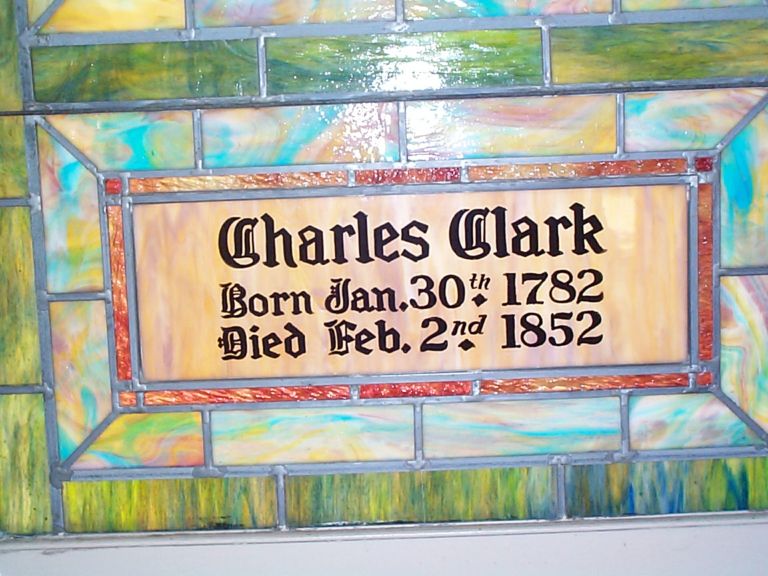 Charles Clark
Born Jan. 30th 1782
Died Feb. 2nd 1852